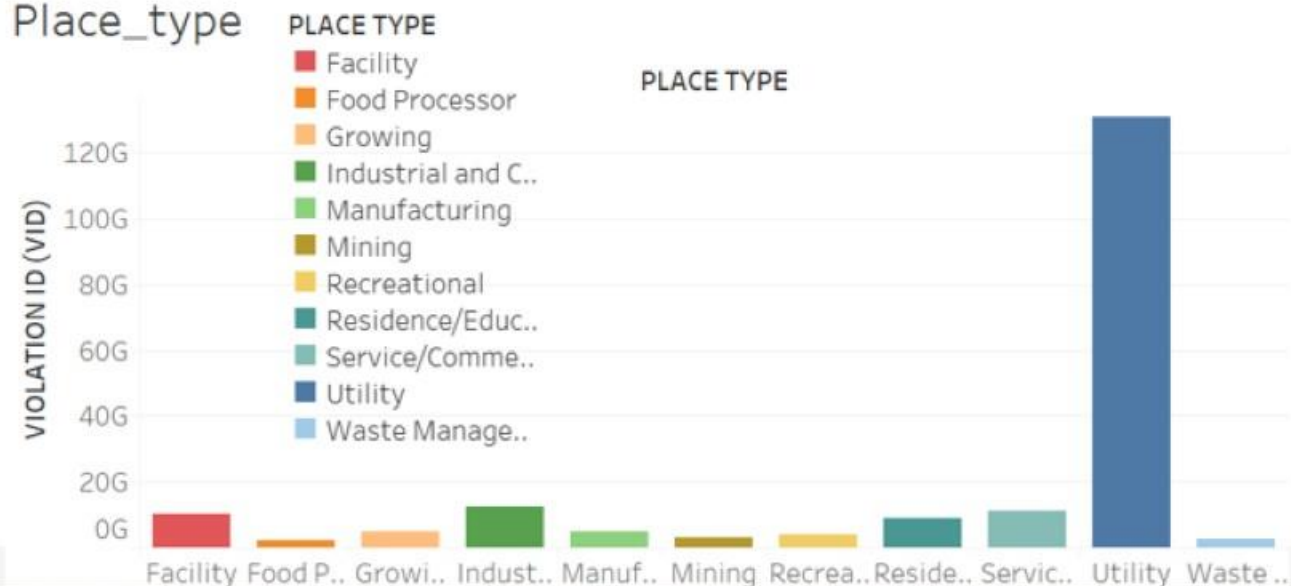 Place_type
PLACE TYPE
Facility
Food Processor
Growing
Industrial and C..
Manufacturing
Mining
Recreational
Residence/Educ..
Service/Comme..
Utility
Waste Manage..
PLACE TYPE
VIOLATION ID (VID)
120G
100G
80G
60G
40G
20G
0G
Facility Food P.. Growi.. Indust.. Manuf.. Mining Recrea.. Reside.. Servic.. Utility Waste ..